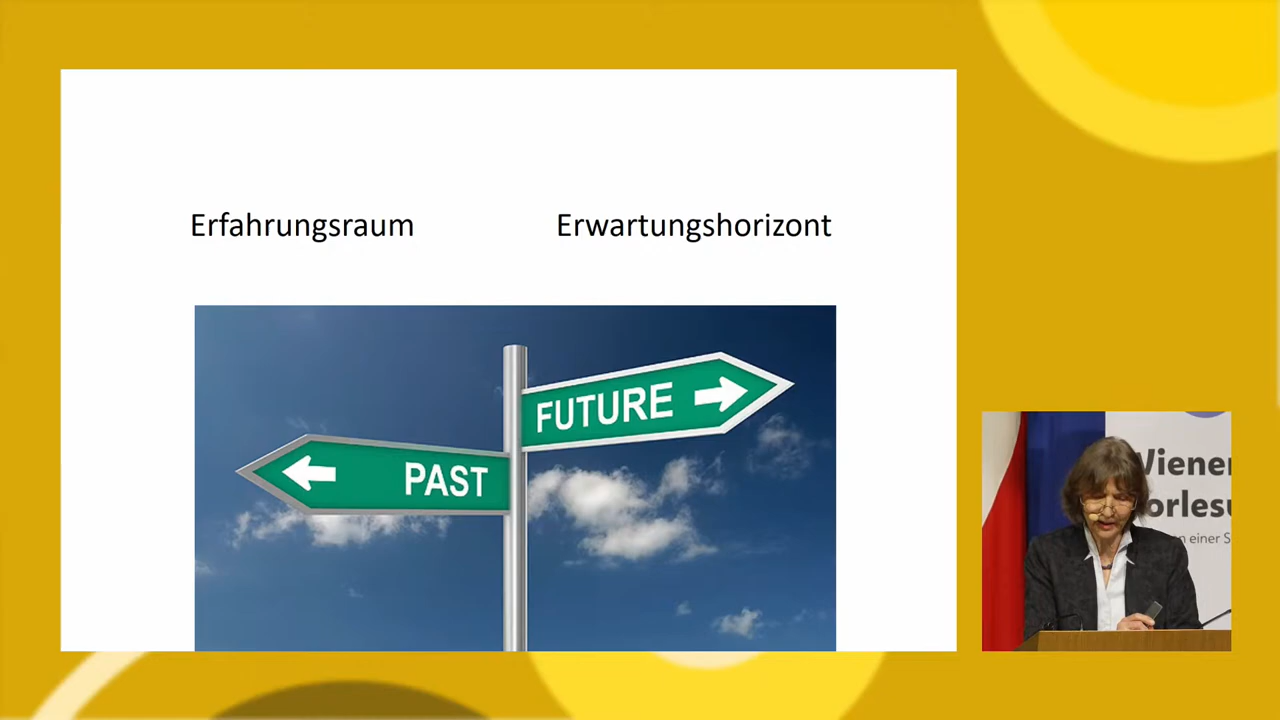 Erfahrungsraum
Erwartungshorizont
FUTURE
PAST
Wiener
orlesu
n einer S